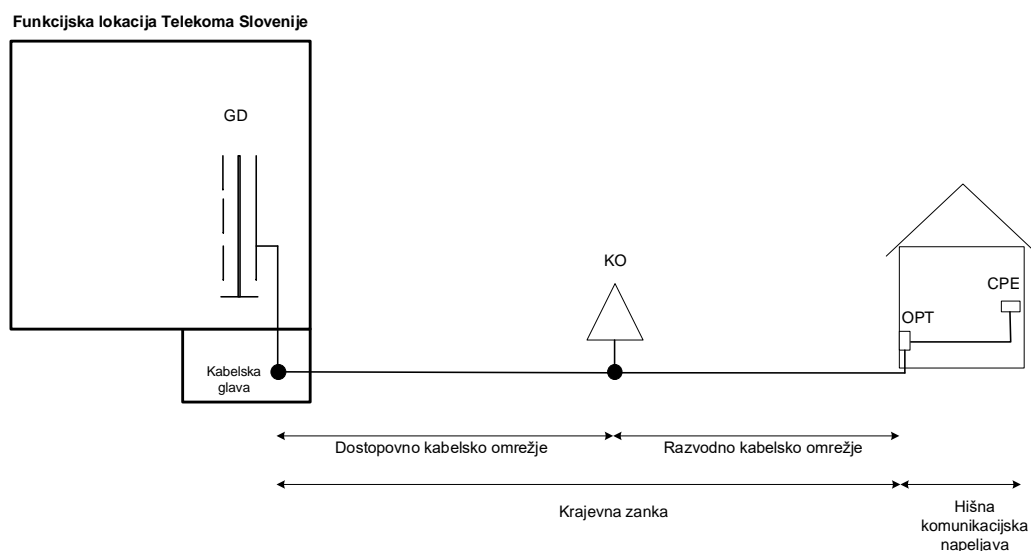 Funkcijska lokacija Telekoma Slovenije
GD
KO
CPE
OPT
Kabelska
glava
Dostopovno kabelsko omrežje
Razvodno kabelsko omrežje
Krajevna zanka
Hišna
komunikacijska
napeljava